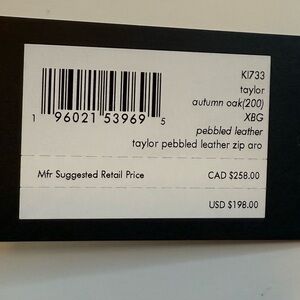 KI733
taylor
autumn oak(200)
XBG
pebbled leather
taylor pebbled leather zip aro
1 96021 53969 5
Mfr Suggested Retail Price CAD $258.00
USD $198.00